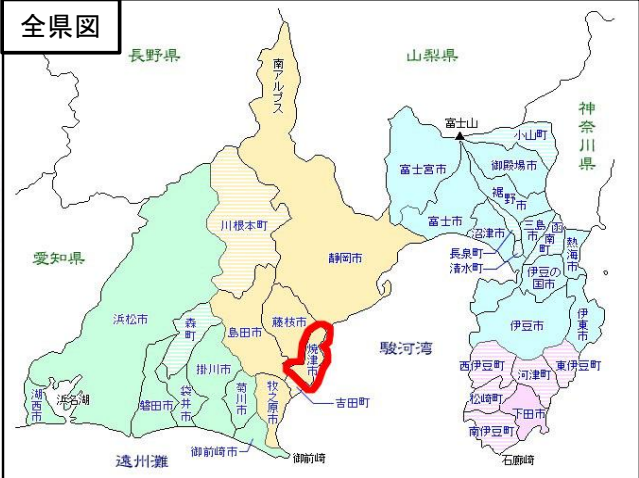 全県図
長野県
山梨県
神奈川県
愛知県
南アルプス
富士山
小山町
富士宮市
御殿場市
裾野市
富士市
沼津市
三島市
函南町
熱海市
長泉町
清水町
伊豆の国市
川根本町
静岡市
浜松市
森町
島田市
藤枝市
焼津市
駿河湾
伊豆市
伊東市
西伊豆町
河津町
東伊豆町
松崎町
下田市
南伊豆町
石廊崎
湖西市
浜名湖
磐田市
袋井市
掛川市
菊川市
牧之原市
吉田町
御前崎市
御前崎
遠州灘